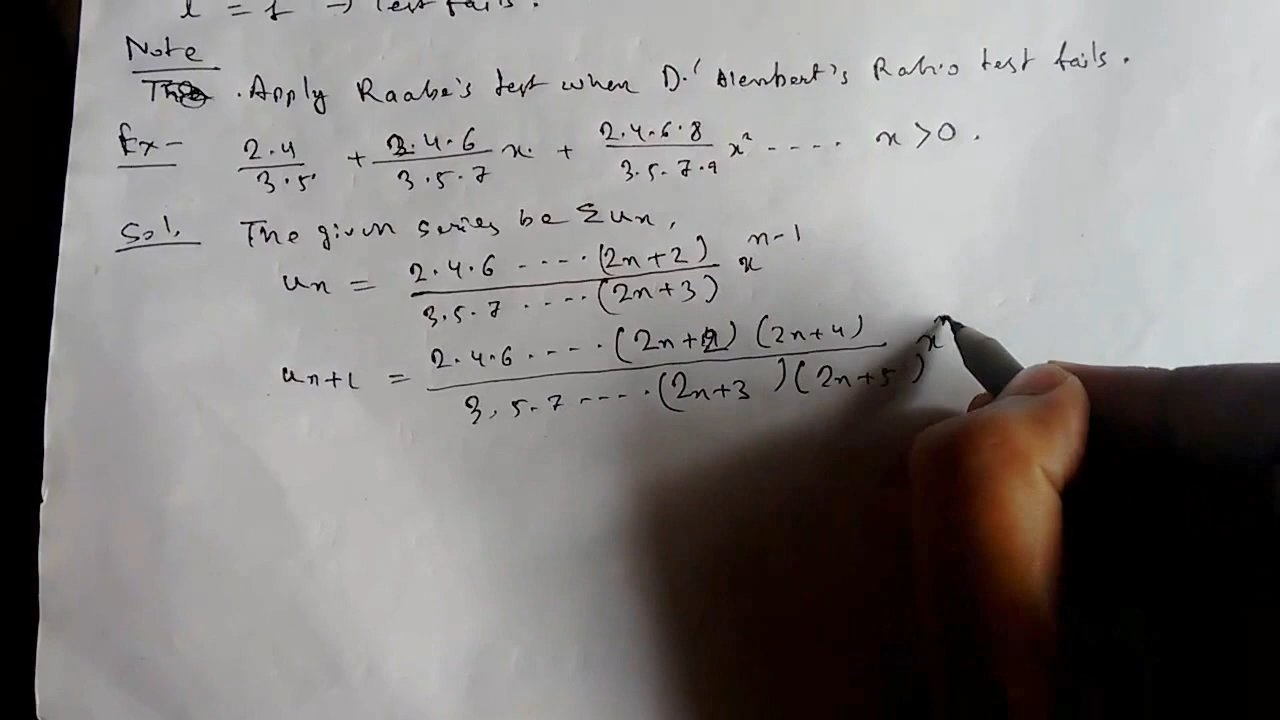 l = 1 → Test fails.
Note
The . Apply Raabe's test when D.'Alembert's Ratio test fails.
Ex - 2.4/3.5 + 2.4.6/3.5.7 x. + 2.4.6.8/3.5.7.9 x² ---- x > 0.
Sol. The given series be Σun,
un = 2.4.6 ---- (2n+2)/3.5.7 ---- (2n+3) x^n-1
un+1 = 2.4.6 ---- (2n+2) (2n+4)/3.5.7 ---- (2n+3) (2n+5) x